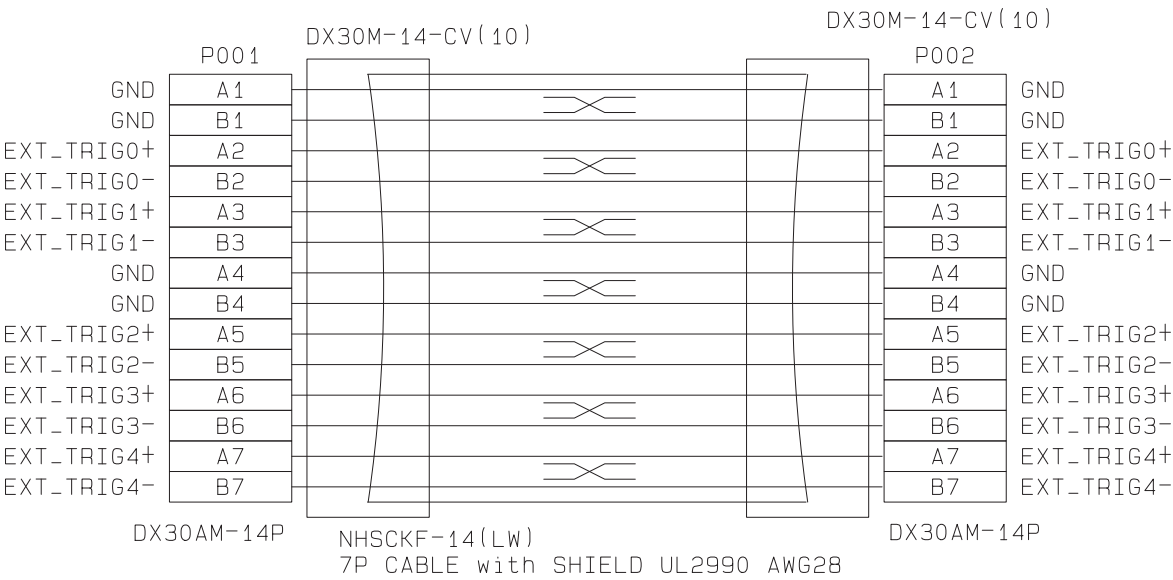 DX30M-14-CV(10)
DX30M-14-CV(10)
P001
P002
GND A1 A1 GND
GND B1 B1 GND
EXT_TRIG0+ A2 A2 EXT_TRIG0+
EXT_TRIG0- B2 B2 EXT_TRIG0-
EXT_TRIG1+ A3 A3 EXT_TRIG1+
EXT_TRIG1- B3 B3 EXT_TRIG1-
GND A4 A4 GND
GND B4 B4 GND
EXT_TRIG2+ A5 A5 EXT_TRIG2+
EXT_TRIG2- B5 B5 EXT_TRIG2-
EXT_TRIG3+ A6 A6 EXT_TRIG3+
EXT_TRIG3- B6 B6 EXT_TRIG3-
EXT_TRIG4+ A7 A7 EXT_TRIG4+
EXT_TRIG4- B7 B7 EXT_TRIG4-
DX30AM-14P
DX30AM-14P
NHSCKF-14(LW)
7P CABLE with SHIELD UL2990 AWG28